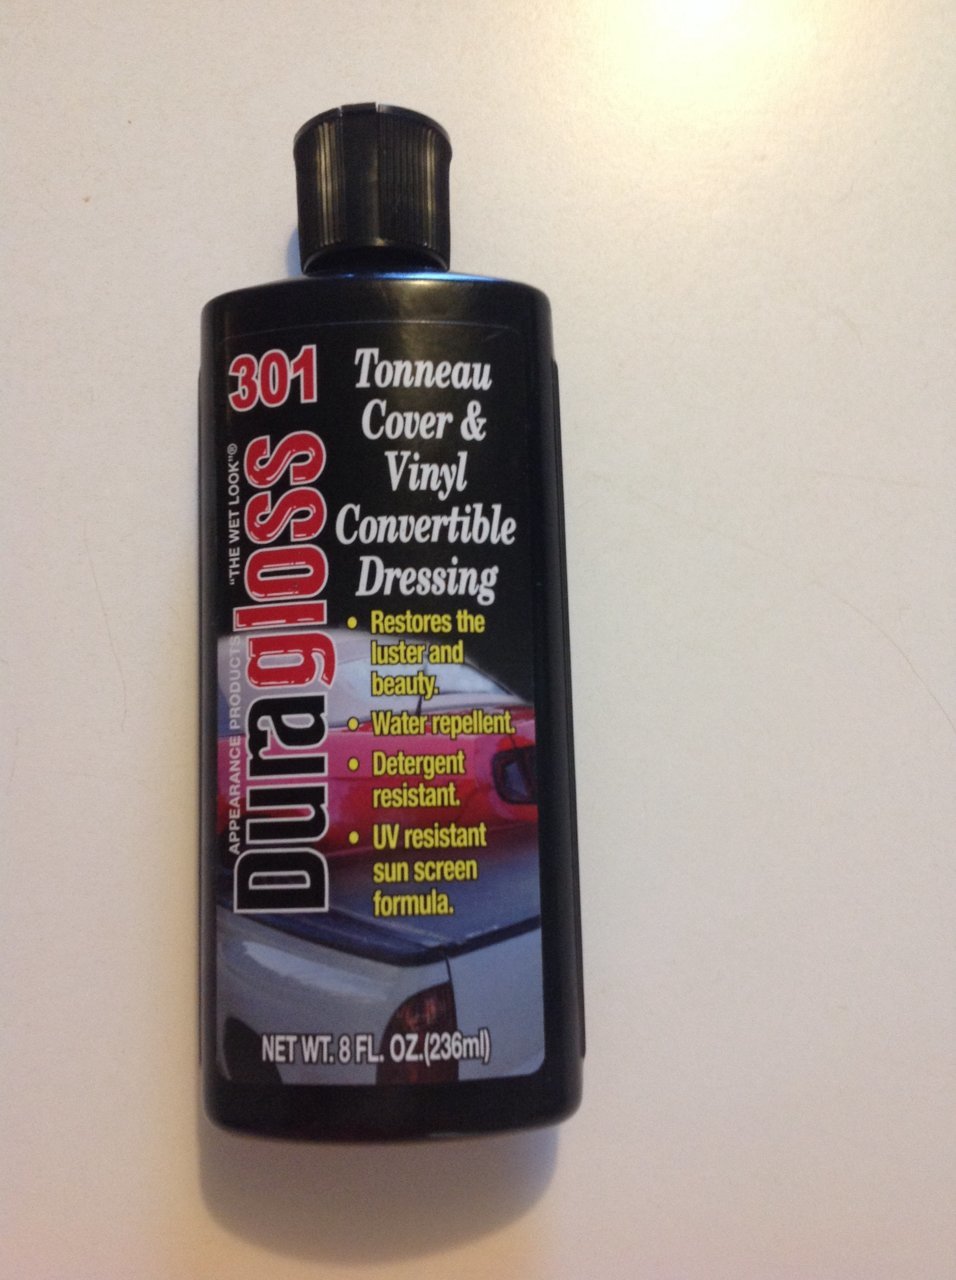 301
Duragloss
APPEARANCE PRODUCTS "THE WET LOOK"®
Tonneau
Cover &
Vinyl
Convertible
Dressing
• Restores the
luster and
beauty.
• Water repellent.
• Detergent
resistant.
• UV resistant
sun screen
formula.
NET WT. 8 FL. OZ.(236ml)